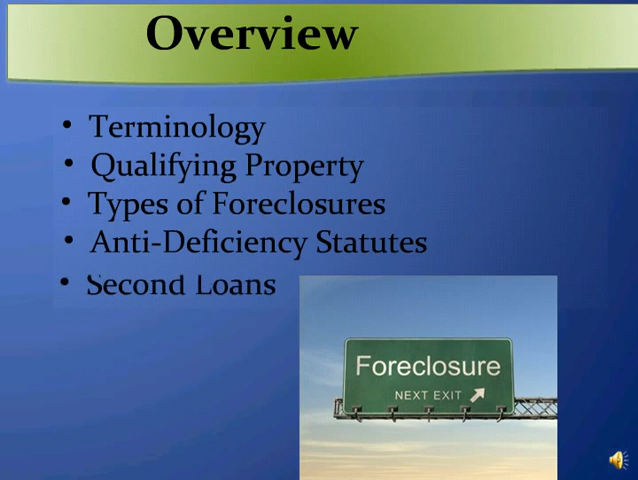 Overview
• Terminology
• Qualifying Property
• Types of Foreclosures
• Anti-Deficiency Statutes
• Second Loans
Foreclosure
NEXT EXIT